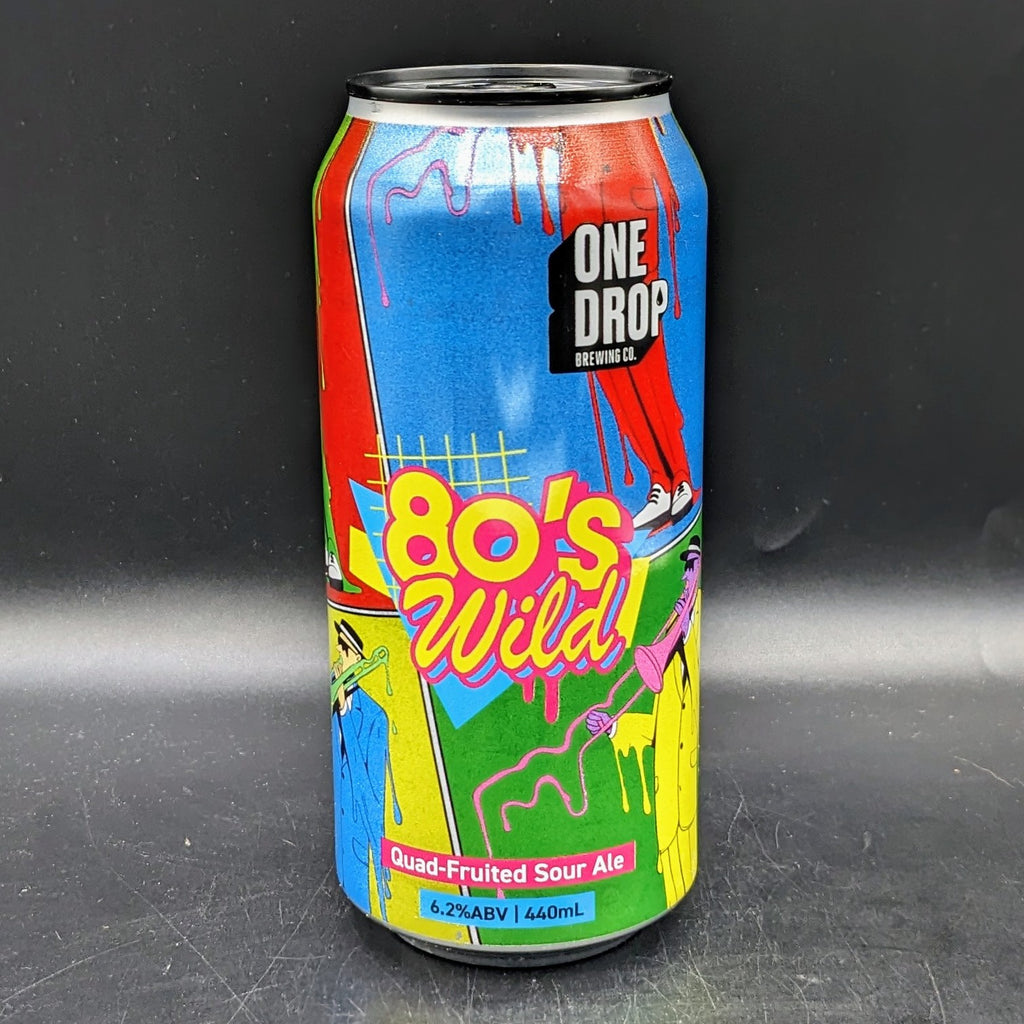 ONE
DROP
BREWING CO.
80's
Wild
Quad-Fruited Sour Ale
6.2%ABV | 440mL